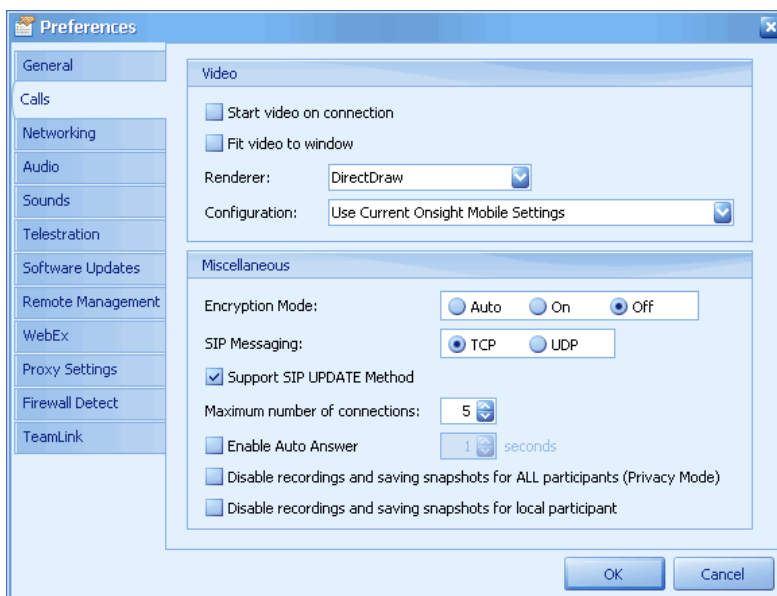 Preferences
General
Calls
Networking
Audio
Sounds
Telestration
Software Updates
Remote Management
WebEx
Proxy Settings
Firewall Detect
TeamLink
Video
Start video on connection
Fit video to window
Renderer: DirectDraw
Configuration: Use Current Onsight Mobile Settings
Miscellaneous
Encryption Mode: Auto On Off
SIP Messaging: TCP UDP
Support SIP UPDATE Method
Maximum number of connections: 5
Enable Auto Answer 1 seconds
Disable recordings and saving snapshots for ALL participants (Privacy Mode)
Disable recordings and saving snapshots for local participant
OK Cancel